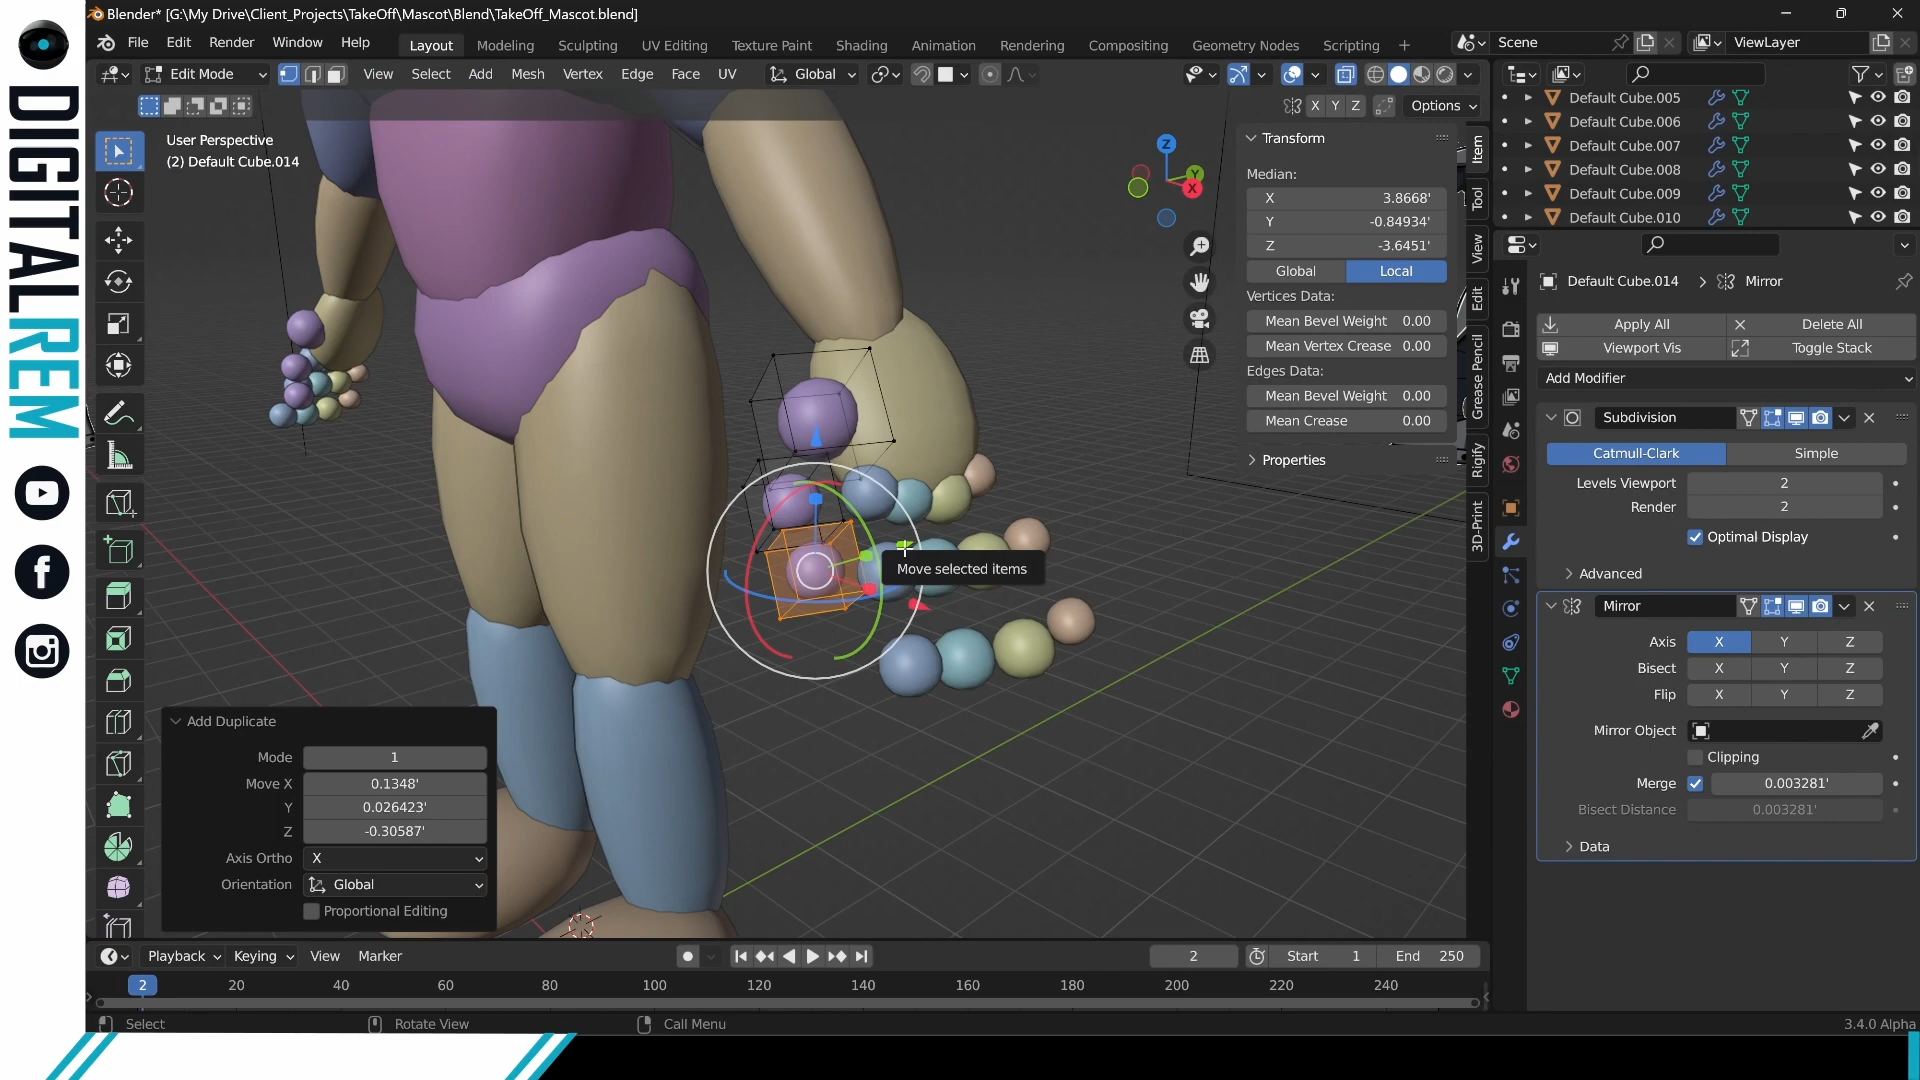 DIGITALREM
Blender* [G:\My Drive\Client_Projects\TakeOff\Mascot\Blend\TakeOff_Mascot.blend]
File Edit Render Window Help Layout Modeling Sculpting UV Editing Texture Paint Shading Animation Rendering Compositing Geometry Nodes Scripting + Scene ViewLayer
Edit Mode View Select Add Mesh Vertex Edge Face UV Global
X Y Z Options
User Perspective
(2) Default Cube.014
Z
Y
X
Transform
Median:
X 3.8668'
Y -0.84934'
Z -3.6451'
Global Local
Vertices Data:
Mean Bevel Weight 0.00
Mean Vertex Crease 0.00
Edges Data:
Mean Bevel Weight 0.00
Mean Crease 0.00
Properties
Item
Tool
View
Edit
Grease Pencil
Rigify
3D-Print
Move selected items
Default Cube.005
Default Cube.006
Default Cube.007
Default Cube.008
Default Cube.009
Default Cube.010
Default Cube.014 Mirror
Apply All Delete All
Viewport Vis Toggle Stack
Add Modifier
Subdivision
Catmull-Clark Simple
Levels Viewport 2
Render 2
Optimal Display
Advanced
Mirror
Axis X Y Z
Bisect X Y Z
Flip X Y Z
Mirror Object
Clipping
Merge 0.003281'
Bisect Distance 0.003281'
Data
Add Duplicate
Mode 1
Move X 0.1348'
Y 0.026423'
Z -0.30587'
Axis Ortho X
Orientation Global
Proportional Editing
Playback Keying View Marker 2 Start 1 End 250
2 20 40 60 80 100 120 140 160 180 200 220 240
Select Rotate View Call Menu 3.4.0 Alpha